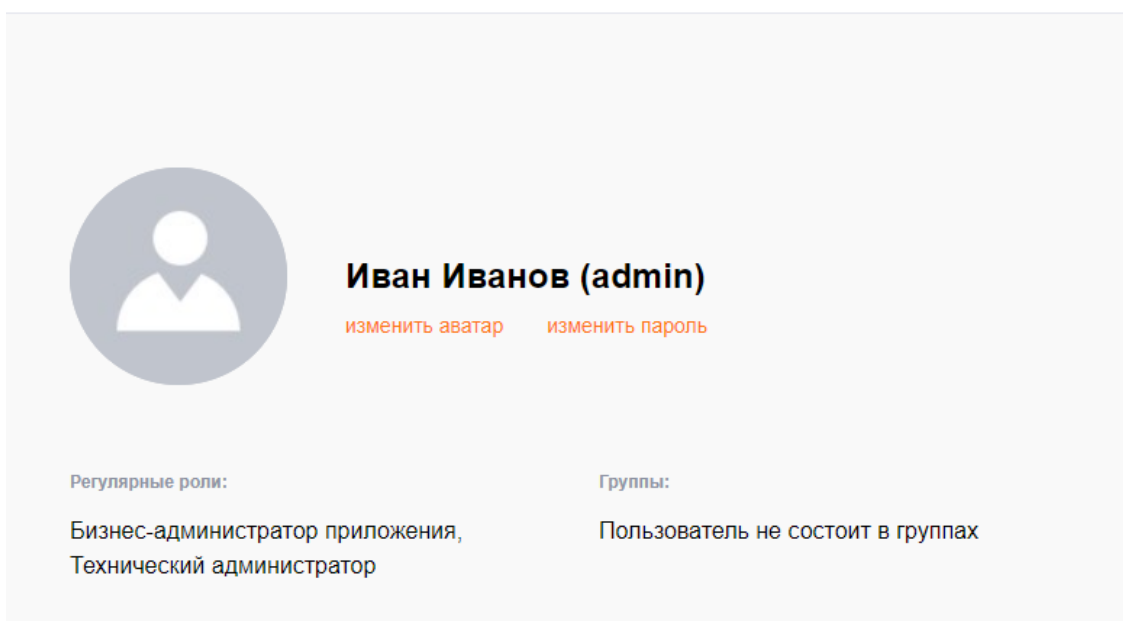 Иван Иванов (admin)
изменить аватар изменить пароль
Регулярные роли:
Бизнес-администратор приложения,
Технический администратор
Группы:
Пользователь не состоит в группах